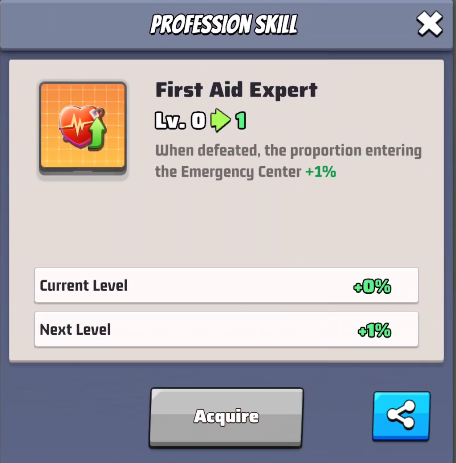 PROFESSION SKILL
First Aid Expert
Lv. 0 1
When defeated, the proportion entering
the Emergency Center +1%
Current Level +0%
Next Level +1%
Acquire